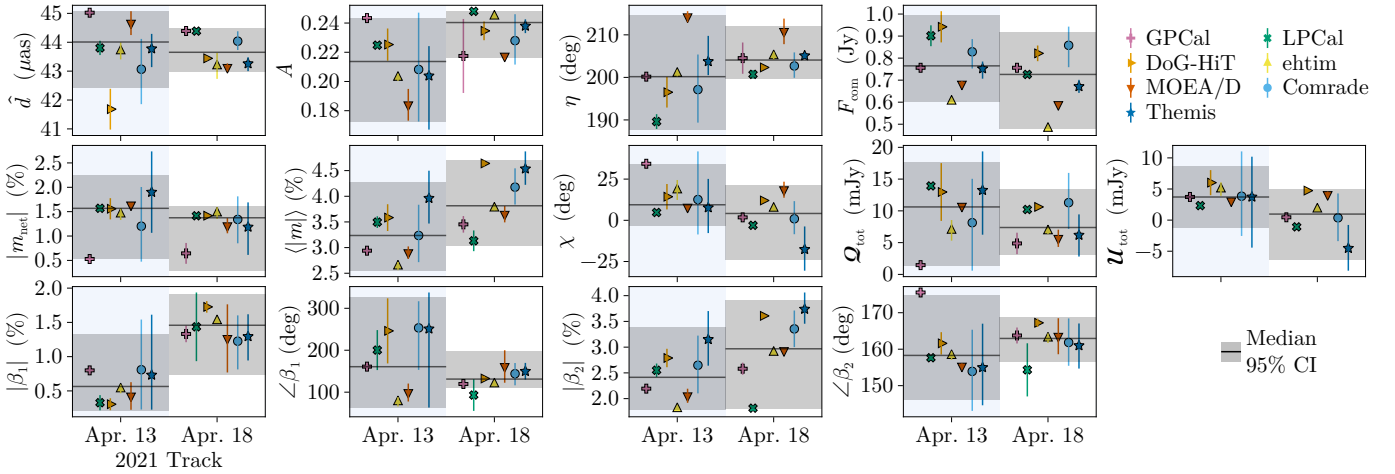 45
44
43
42
41
d̂ (μas)
0.24
0.22
0.20
0.18
A
210
200
190
η (deg)
1.0
0.9
0.8
0.7
0.6
0.5
F_com (Jy)
GPCal
LPCal
DoG-HiT
ehtim
MOEA/D
Comrade
Themis
2.5
2.0
1.5
1.0
0.5
|m_net| (%)
4.5
4.0
3.5
3.0
2.5
⟨|m|⟩ (%)
25
0
−25
χ (deg)
20
15
10
5
0
Q_tot (mJy)
10
5
0
−5
U_tot (mJy)
2.0
1.5
1.0
0.5
|β₁| (%)
300
200
100
∠β₁ (deg)
4.0
3.5
3.0
2.5
2.0
|β₂| (%)
170
160
150
∠β₂ (deg)
Median
95% CI
Apr. 13
Apr. 18
Apr. 13
Apr. 18
Apr. 13
Apr. 18
Apr. 13
Apr. 18
2021 Track